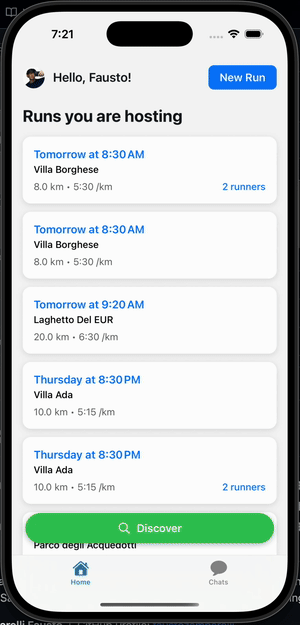 7:21
Hello, Fausto!
New Run
Runs you are hosting
Tomorrow at 8:30 AM
Villa Borghese
8.0 km • 5:30 /km
2 runners
Tomorrow at 8:30 AM
Villa Borghese
8.0 km • 5:30 /km
Tomorrow at 9:20 AM
Laghetto Del EUR
20.0 km • 6:30 /km
Thursday at 8:30 PM
Villa Ada
10.0 km • 5:15 /km
Thursday at 8:30 PM
Villa Ada
10.0 km • 5:15 /km
2 runners
Discover
Parco degli Acquedotti
Home
Chats